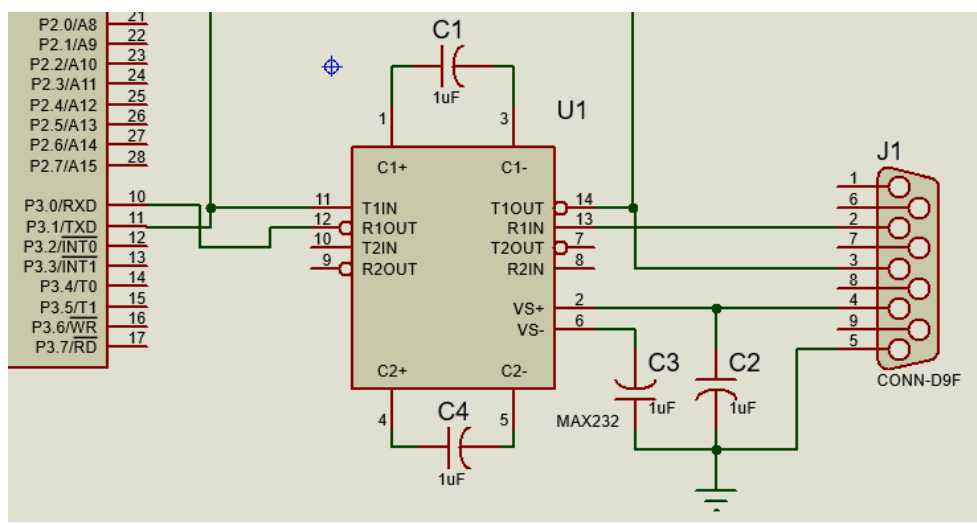 P2.0/A8 21
P2.1/A9 22
P2.2/A10 23
P2.3/A11 24
P2.4/A12 25
P2.5/A13 26
P2.6/A14 27
P2.7/A15 28
P3.0/RXD 10
P3.1/TXD 11
P3.2/INT0 12
P3.3/INT1 13
P3.4/T0 14
P3.5/T1 15
P3.6/WR 16
P3.7/RD 17
C1
1uF
1 3
U1
C1+ C1-
11 T1IN T1OUT 14
12 R1OUT R1IN 13
10 T2IN T2OUT 7
9 R2OUT R2IN 8
VS+ 2
VS- 6
C2+ C2-
4 5
C4
1uF
MAX232
C3
1uF
C2
1uF
J1
1
6
2
7
3
8
4
9
5
CONN-D9F